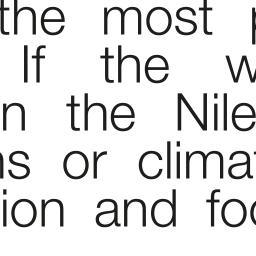 the most
If the w
n the Nile
ns or climat
ion and foo